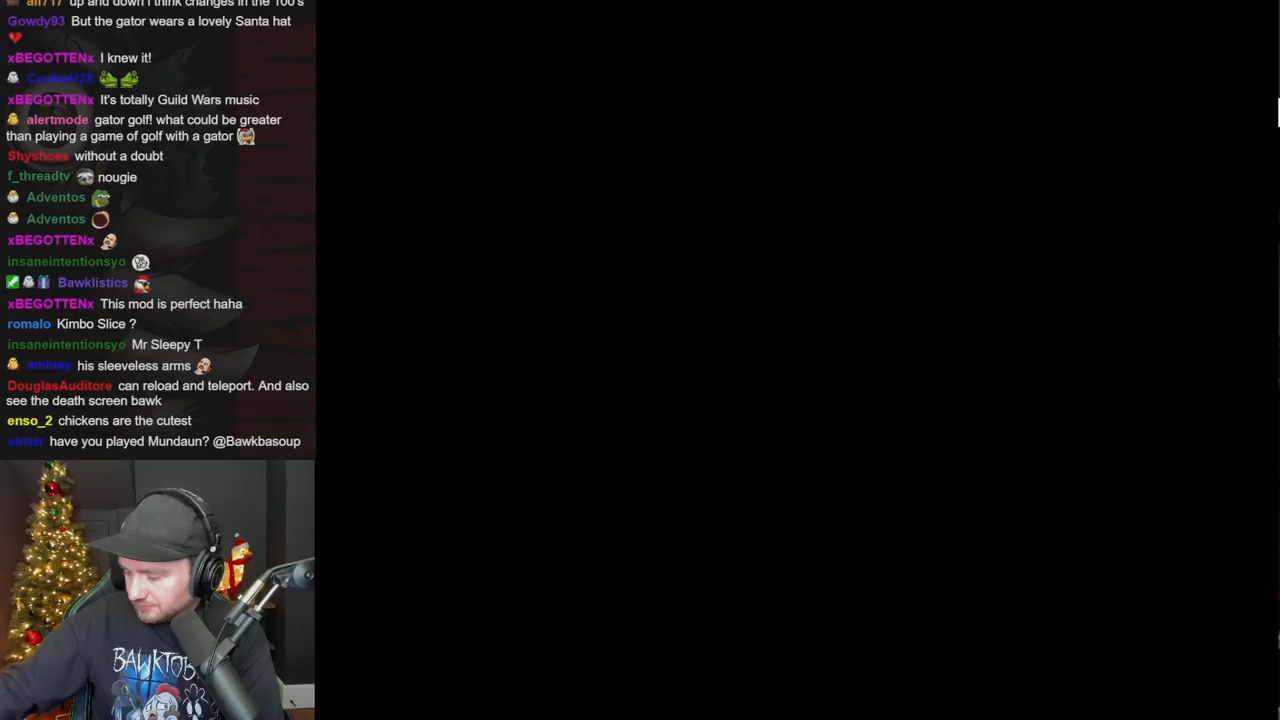 all717 up and down i think changes in the 100's
Gowdy93 But the gator wears a lovely Santa hat
xBEGOTTENx I knew it!
CookieV28
xBEGOTTENx It's totally Guild Wars music
alertmode gator golf! what could be greater
than playing a game of golf with a gator
Shyshoes without a doubt
f_threadtv nougie
Adventos
Adventos
xBEGOTTENx
insaneintentionsyo
Bawklistics
xBEGOTTENx This mod is perfect haha
romalo Kimbo Slice ?
insaneintentionsyo Mr Sleepy T
his sleeveless arms
DouglasAuditore can reload and teleport. And also
see the death screen bawk
enso_2 chickens are the cutest
have you played Mundaun? @Bawkbasoup